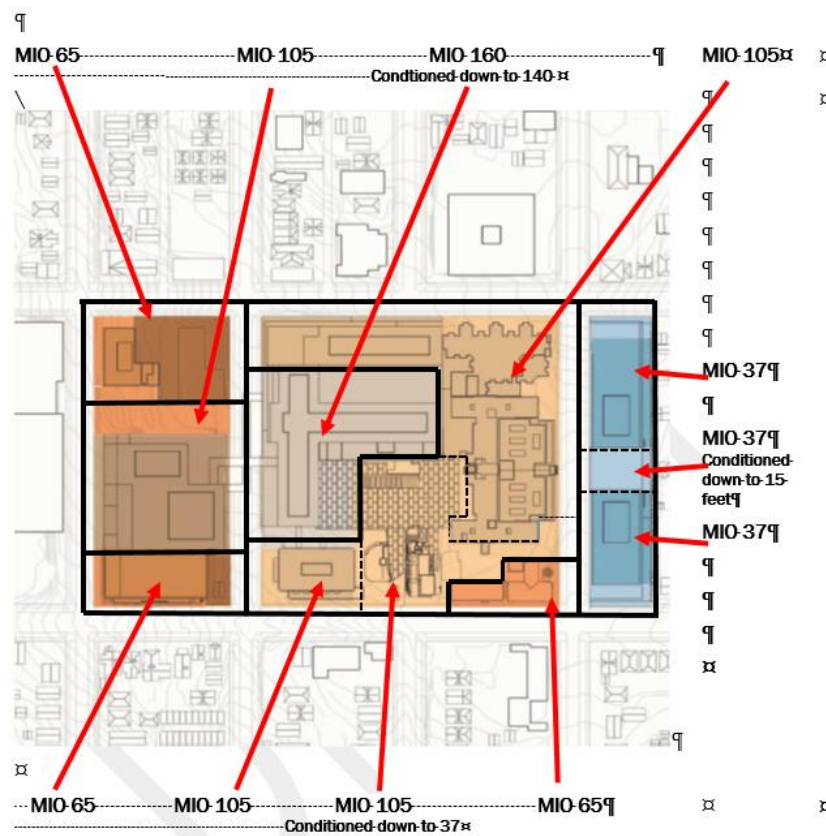 ¶
MIO 65 MIO 105 MIO 160 ¶ MIO 105¤ ¤
Condtioned down to 140 ¤
\ ¶ ¤
¶
¶
¶
¶
¶
¶
¶
MIO 37¶
¶
MIO 37¶
Conditioned
down to 15
feet¶
MIO 37¶
¶
¶
¶
¤
¶
¤
MIO 65 MIO 105 MIO 105 MIO 65¶ ¤ ¤
Conditioned down to 37¤